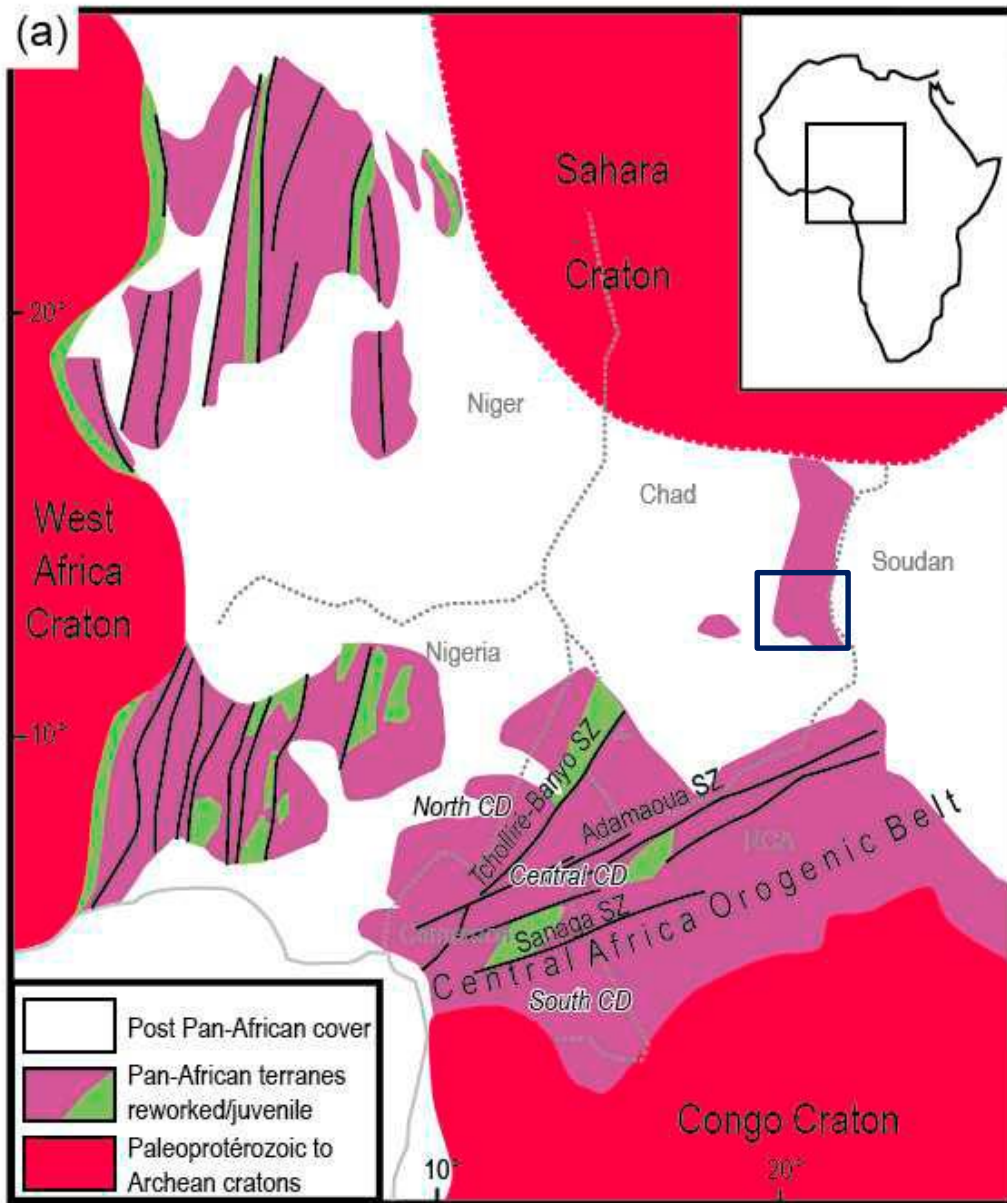 (a)
Sahara
Craton
20°
Niger
Chad
West
Africa
Craton
Soudan
Nigeria
10°
Tchollire-Banyo SZ
North CD
Adamaoua SZ
RCA
Central CD
Cameroun
Sanaga SZ
Central Africa Orogenic Belt
South CD
Post Pan-African cover
Pan-African terranes
reworked/juvenile
Paleoprotérozoic to
Archean cratons
Congo Craton
10°
20°